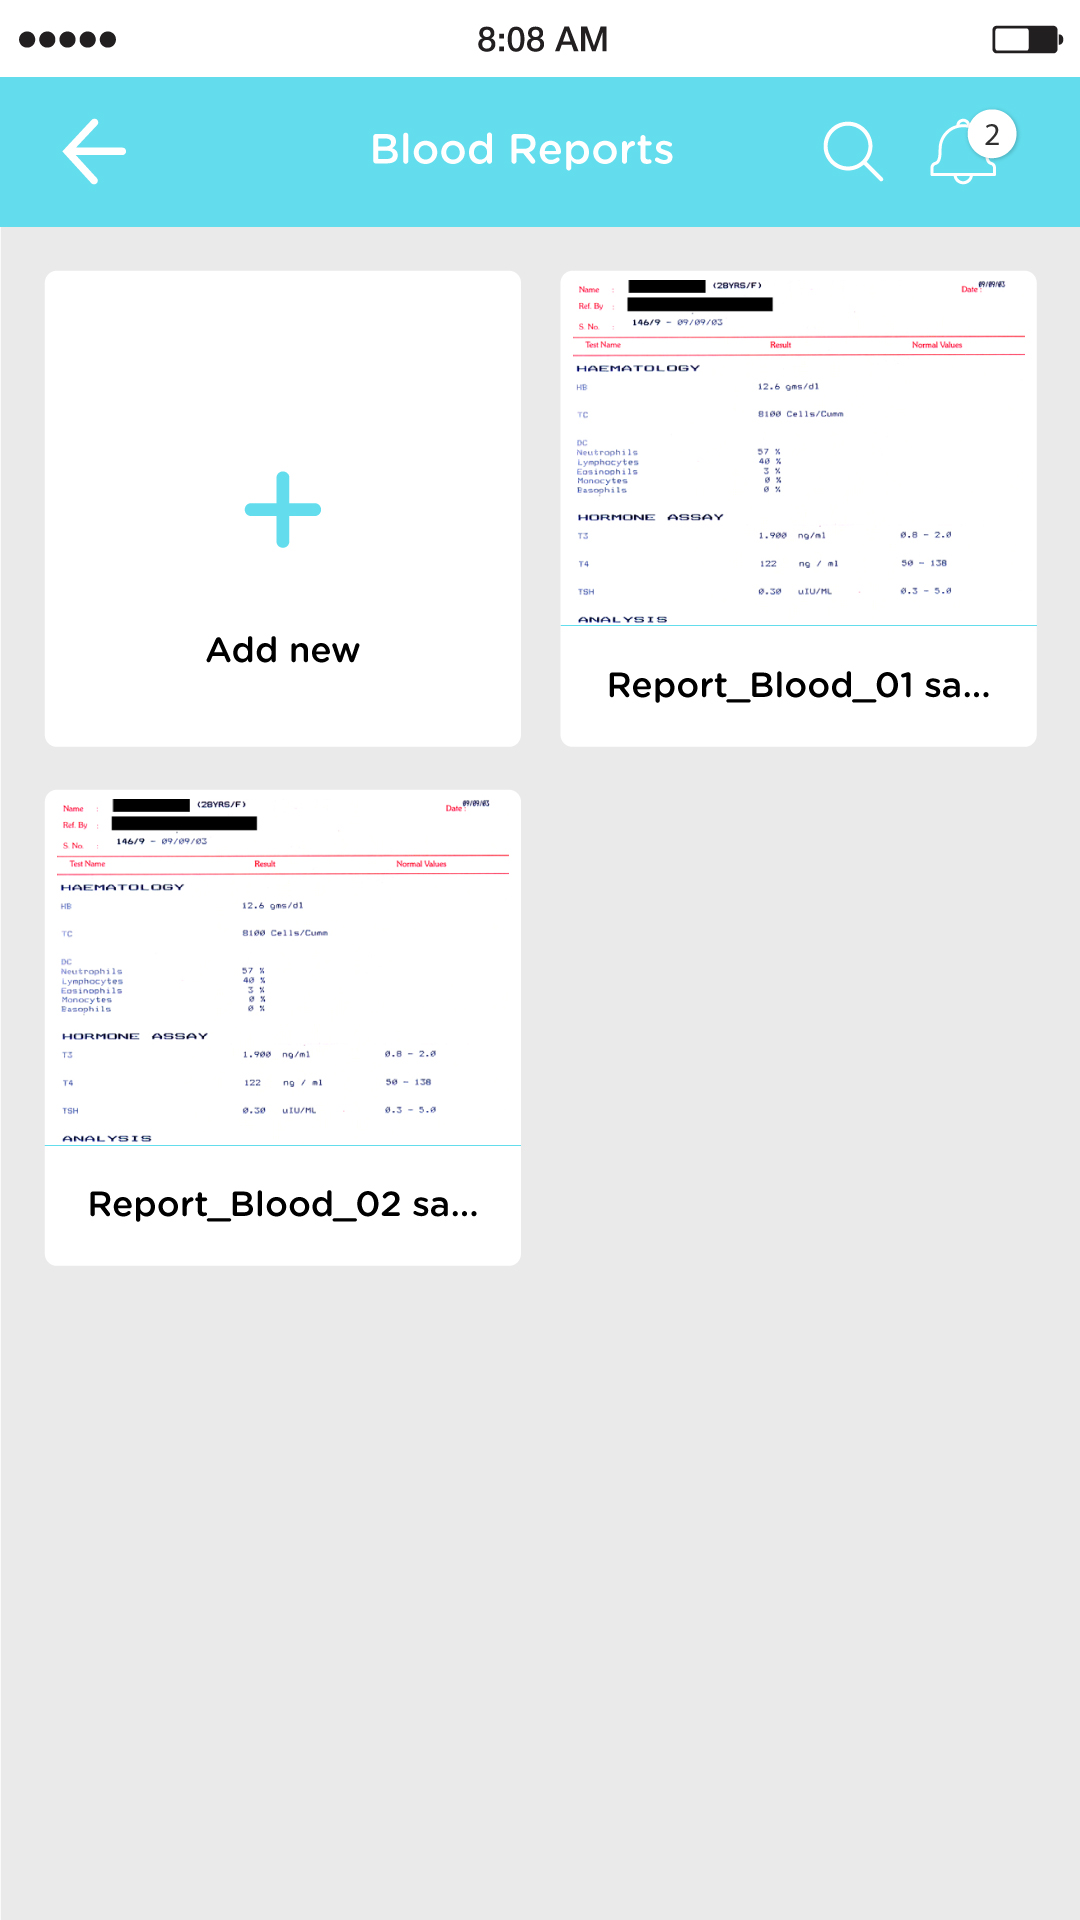 8:08 AM
Blood Reports
2
Add new
Name : (28YRS/F) Date : 09/09/03
Ref. By :
S. No. : 146/9 - 09/09/03
Test Name Result Normal Values
HAEMATOLOGY
HB 12.6 gms/dl
TC 8100 Cells/Cumm
DC
Neutrophils 57 %
Lymphocytes 40 %
Eosinophils 3 %
Monocytes 0 %
Basophils 0 %
HORMONE ASSAY
T3 1.900 ng/ml 0.8 - 2.0
T4 122 ng / ml 50 - 138
TSH 0.30 uIU/ML 0.3 - 5.0
ANALYSIS
Report_Blood_01 sa...
Name : (28YRS/F) Date : 09/09/03
Ref. By :
S. No. : 146/9 - 09/09/03
Test Name Result Normal Values
HAEMATOLOGY
HB 12.6 gms/dl
TC 8100 Cells/Cumm
DC
Neutrophils 57 %
Lymphocytes 40 %
Eosinophils 3 %
Monocytes 0 %
Basophils 0 %
HORMONE ASSAY
T3 1.900 ng/ml 0.8 - 2.0
T4 122 ng / ml 50 - 138
TSH 0.30 uIU/ML 0.3 - 5.0
ANALYSIS
Report_Blood_02 sa...